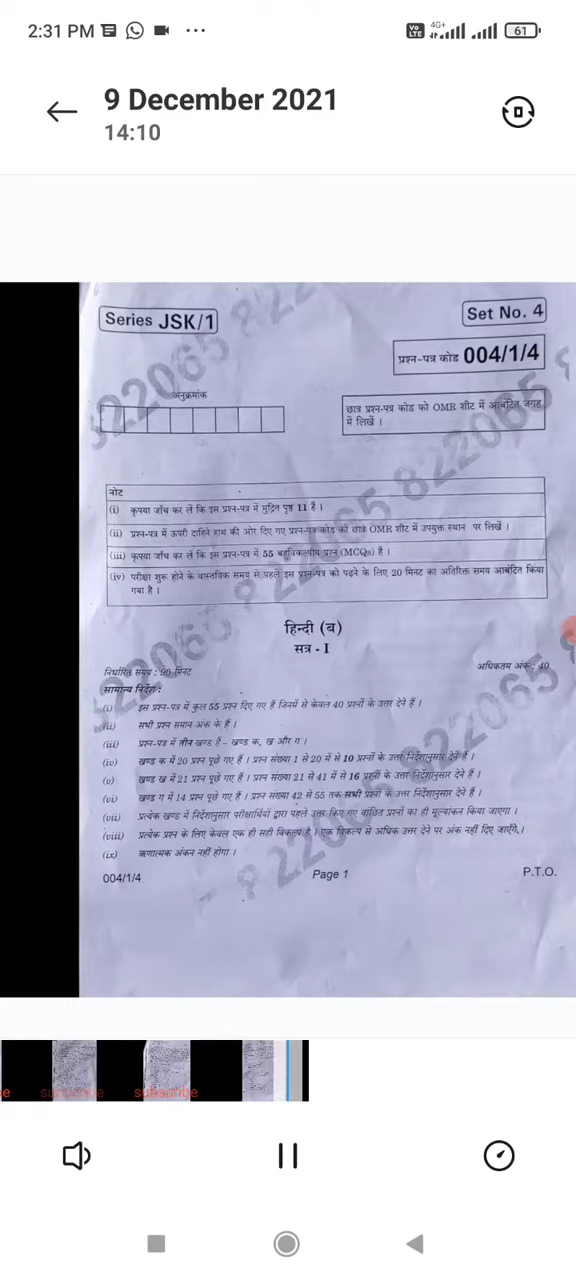 2:31 PM
4G+
Vo LTE
61
9 December 2021
14:10
Series JSK/1
Set No. 4
प्रश्न-पत्र कोड 004/1/4
अनुक्रमांक
छात्र प्रश्न-पत्र कोड को OMR शीट में आबंटित जगह
में लिखें ।
822065
822065
नोट
(i) कृपया जाँच कर लें कि इस प्रश्न-पत्र में मुद्रित पृष्ठ 11 हैं ।
(ii) प्रश्न-पत्र में ऊपरी दाहिने हाथ की ओर दिए गए प्रश्न-पत्र कोड को छात्र OMR शीट में उपयुक्त स्थान पर लिखें ।
(iii) कृपया जाँच कर लें कि इस प्रश्न-पत्र में 55 बहुविकल्पीय प्रश्न (MCQs) हैं ।
(iv) परीक्षा शुरू होने के वास्तविक समय से पहले इस प्रश्न-पत्र को पढ़ने के लिए 20 मिनट का अतिरिक्त समय आबंटित किया
गया है ।
हिन्दी (ब)
सत्र - I
निर्धारित समय : 90 मिनट
अधिकतम अंक : 40
सामान्य निर्देश :
(i) इस प्रश्न-पत्र में कुल 55 प्रश्न दिए गए हैं जिनमें से केवल 40 प्रश्नों के उत्तर देने हैं ।
(ii) सभी प्रश्न समान अंक के हैं ।
(iii) प्रश्न-पत्र में तीन खण्ड हैं – खण्ड क, ख और ग ।
(iv) खण्ड क में 20 प्रश्न पूछे गए हैं । प्रश्न संख्या 1 से 20 में से 10 प्रश्नों के उत्तर निर्देशानुसार देने हैं ।
(v) खण्ड ख में 21 प्रश्न पूछे गए हैं । प्रश्न संख्या 21 से 41 में से 16 प्रश्नों के उत्तर निर्देशानुसार देने हैं ।
(vi) खण्ड ग में 14 प्रश्न पूछे गए हैं । प्रश्न संख्या 42 से 55 तक सभी प्रश्नों के उत्तर निर्देशानुसार देने हैं ।
(vii) प्रत्येक खण्ड में निर्देशानुसार परीक्षार्थियों द्वारा पहले उत्तर किए गए वांछित प्रश्नों का ही मूल्यांकन किया जाएगा ।
(viii) प्रत्येक प्रश्न के लिए केवल एक ही सही विकल्प है । एक विकल्प से अधिक उत्तर देने पर अंक नहीं दिए जाएँगे ।
(ix) ऋणात्मक अंकन नहीं होगा ।
004/1/4
Page 1
P.T.O.
subscribe
subscribe